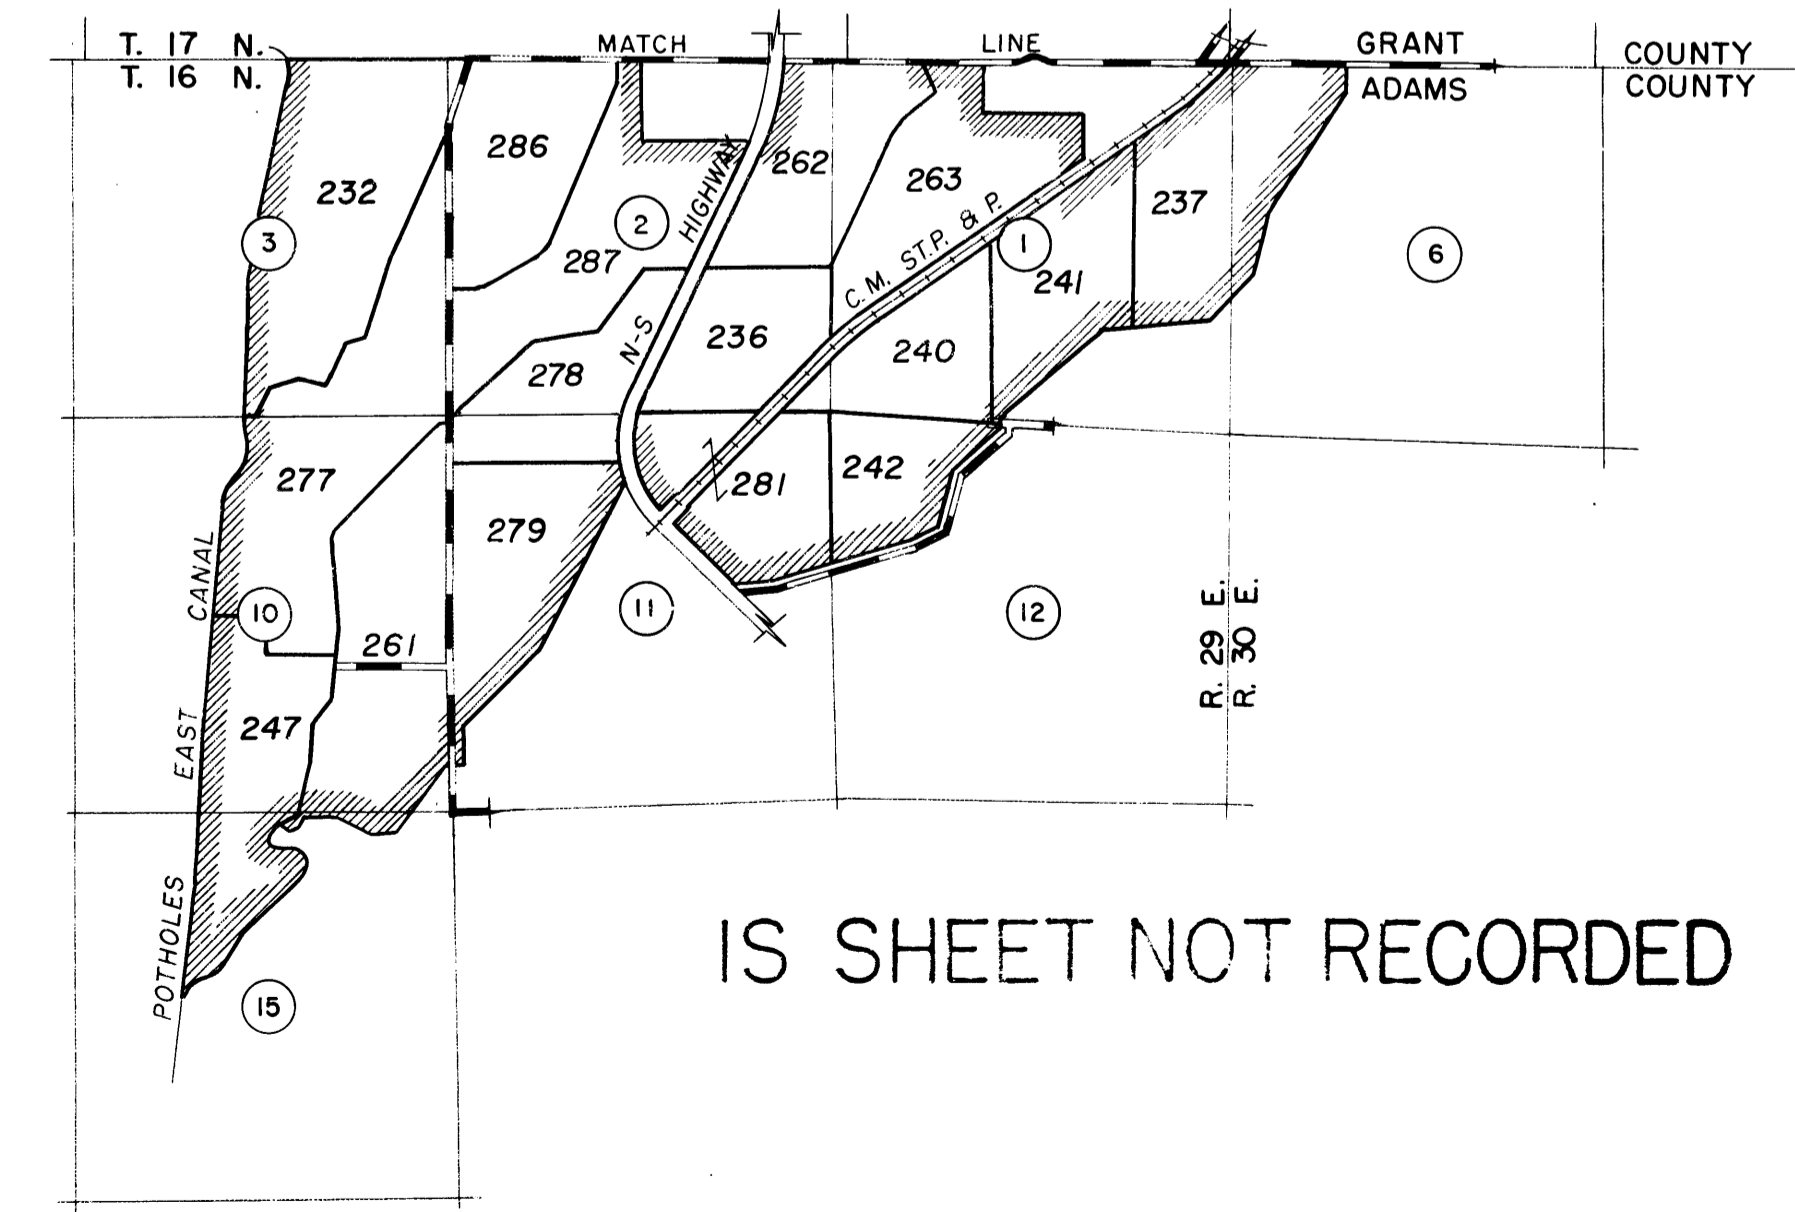 T. 17 N. MATCH LINE GRANT COUNTY
T. 16 N. ADAMS COUNTY
286
262
232
263
237
2
3
1
6
HIGHWAY
287
241
C. M. ST. P. & P.
N-S
236
240
278
277
281
242
279
CANAL
10
11
12
261
R. 29 E.
R. 30 E.
247
EAST
POTHOLES
IS SHEET NOT RECORDED
15